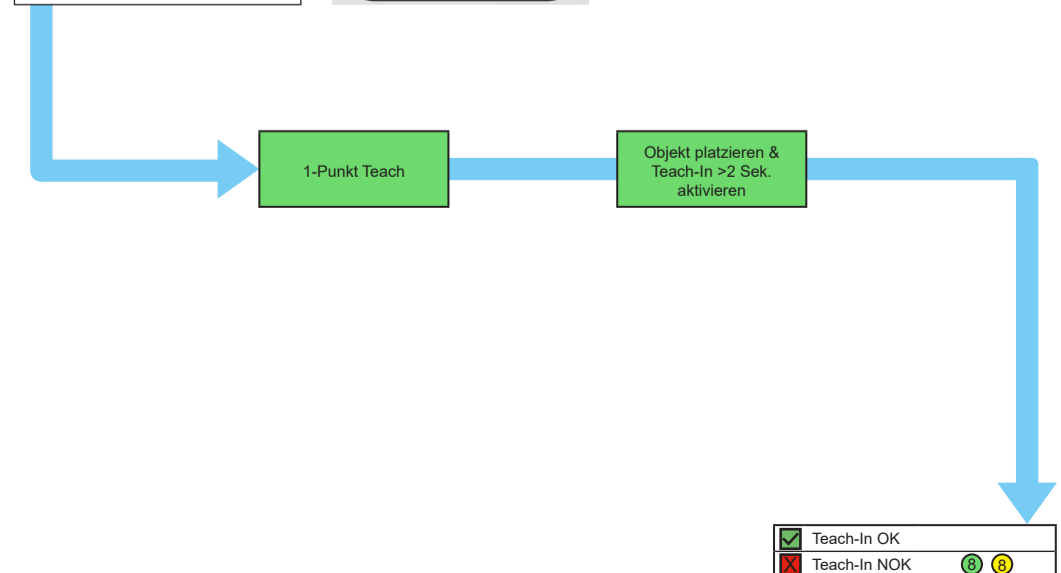 1-Punkt Teach
Objekt platzieren &
Teach-In >2 Sek.
aktivieren
Teach-In OK
Teach-In NOK 8 8